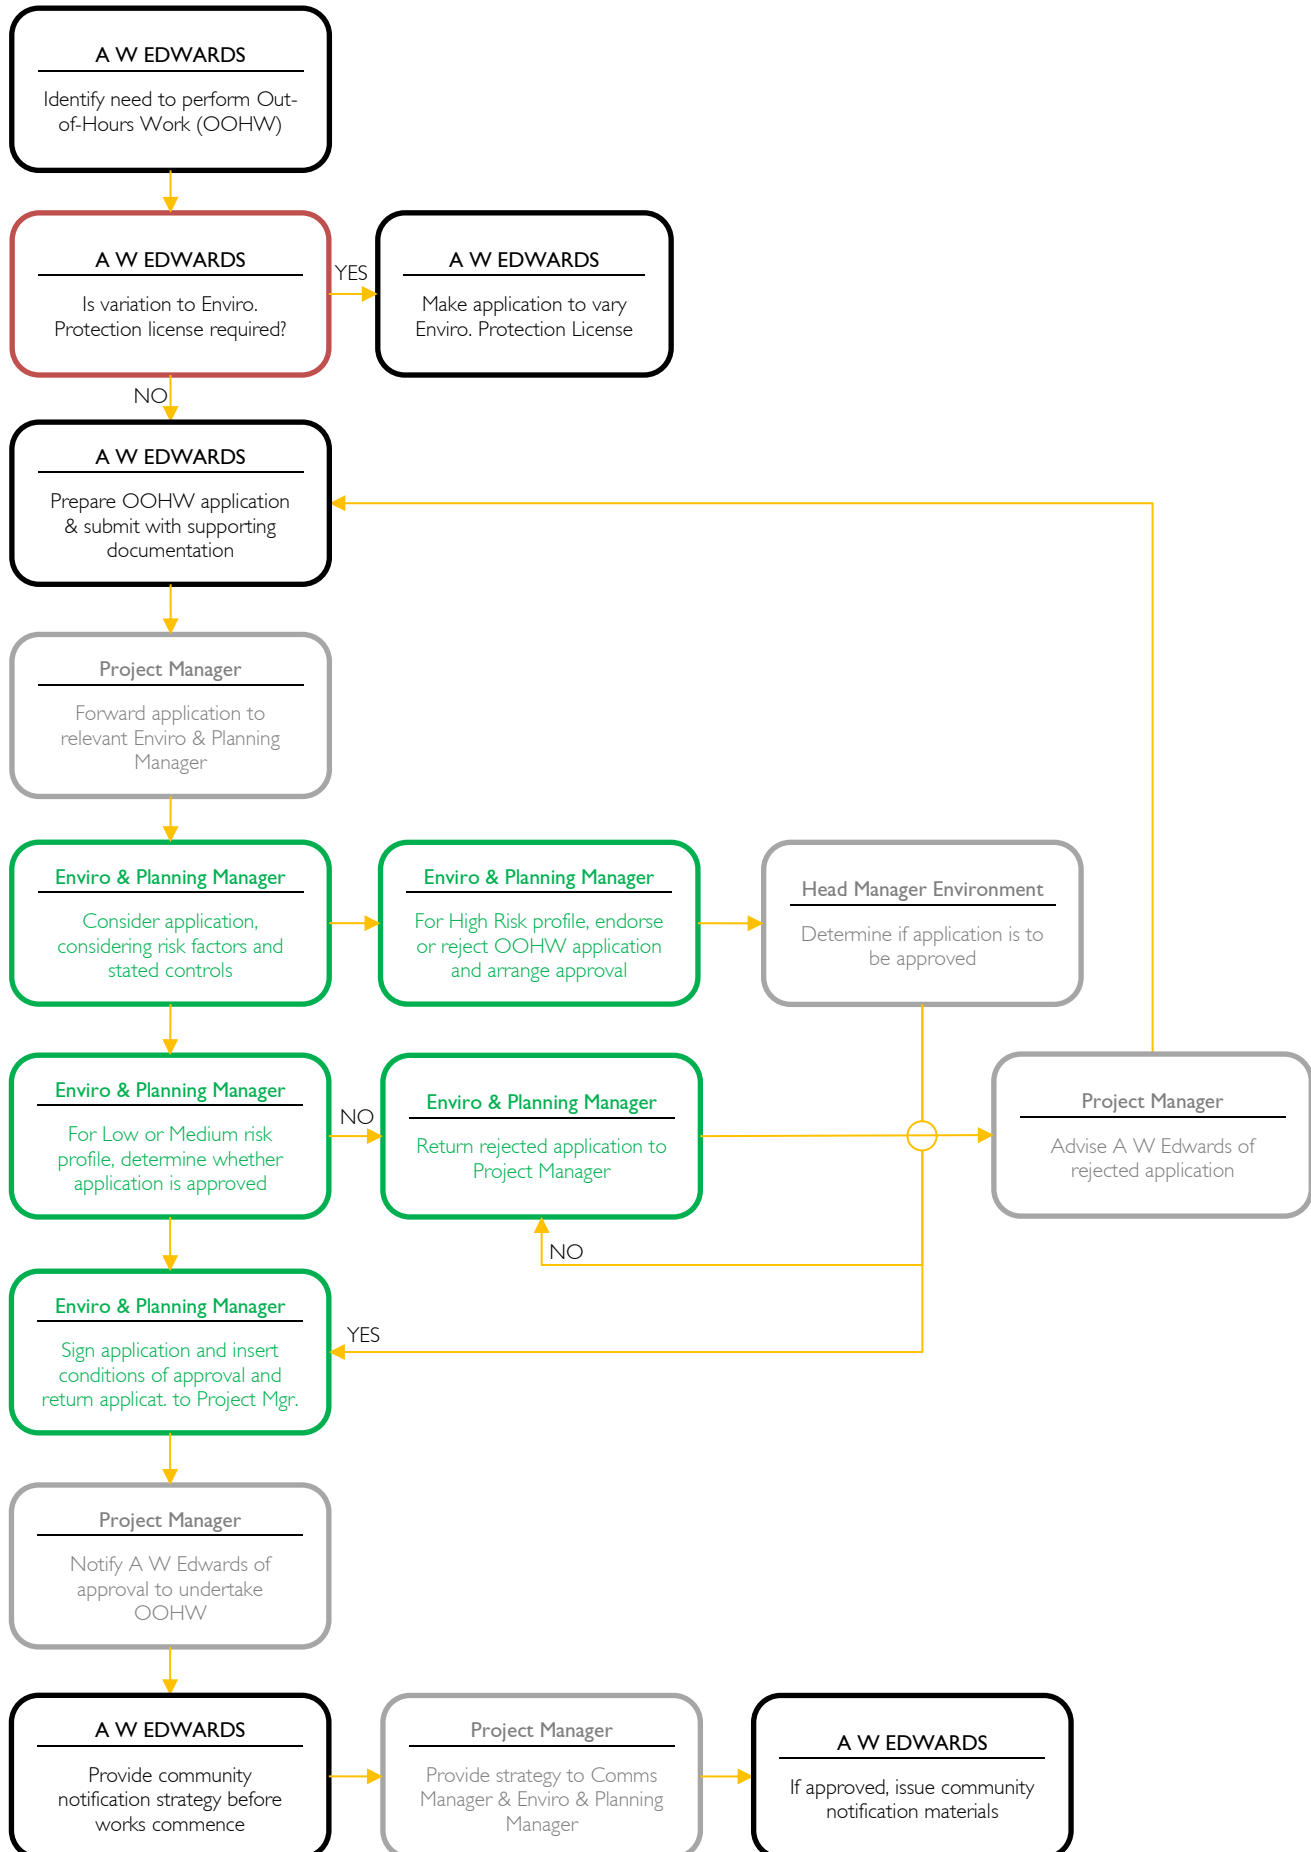 A W EDWARDS
Identify need to perform Out-
of-Hours Work (OOHW)
A W EDWARDS
Is variation to Enviro.
Protection license required?
YES
A W EDWARDS
Make application to vary
Enviro. Protection License
NO
A W EDWARDS
Prepare OOHW application
& submit with supporting
documentation
Project Manager
Forward application to
relevant Enviro & Planning
Manager
Enviro & Planning Manager
Consider application,
considering risk factors and
stated controls
Enviro & Planning Manager
For High Risk profile, endorse
or reject OOHW application
and arrange approval
Head Manager Environment
Determine if application is to
be approved
Enviro & Planning Manager
For Low or Medium risk
profile, determine whether
application is approved
NO
Enviro & Planning Manager
Return rejected application to
Project Manager
Project Manager
Advise A W Edwards of
rejected application
NO
Enviro & Planning Manager
Sign application and insert
conditions of approval and
return applicat. to Project Mgr.
YES
Project Manager
Notify A W Edwards of
approval to undertake
OOHW
A W EDWARDS
Provide community
notification strategy before
works commence
Project Manager
Provide strategy to Comms
Manager & Enviro & Planning
Manager
A W EDWARDS
If approved, issue community
notification materials